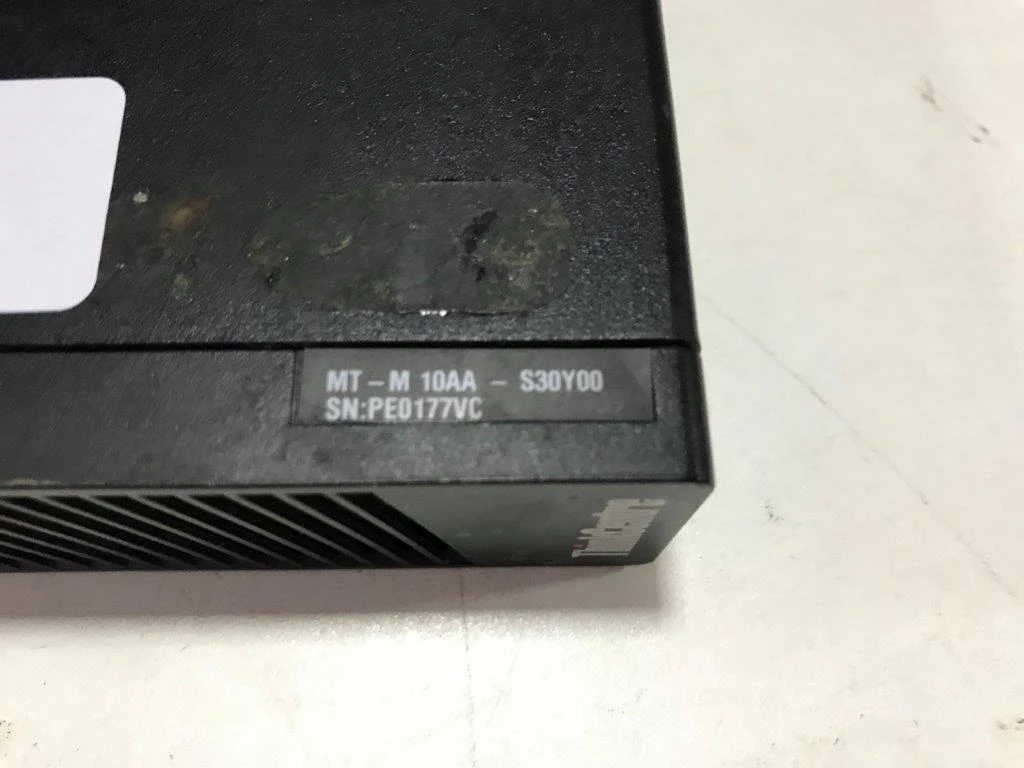 MT – M 10AA – S30Y00
SN:PE0177VC
ThinkCentre